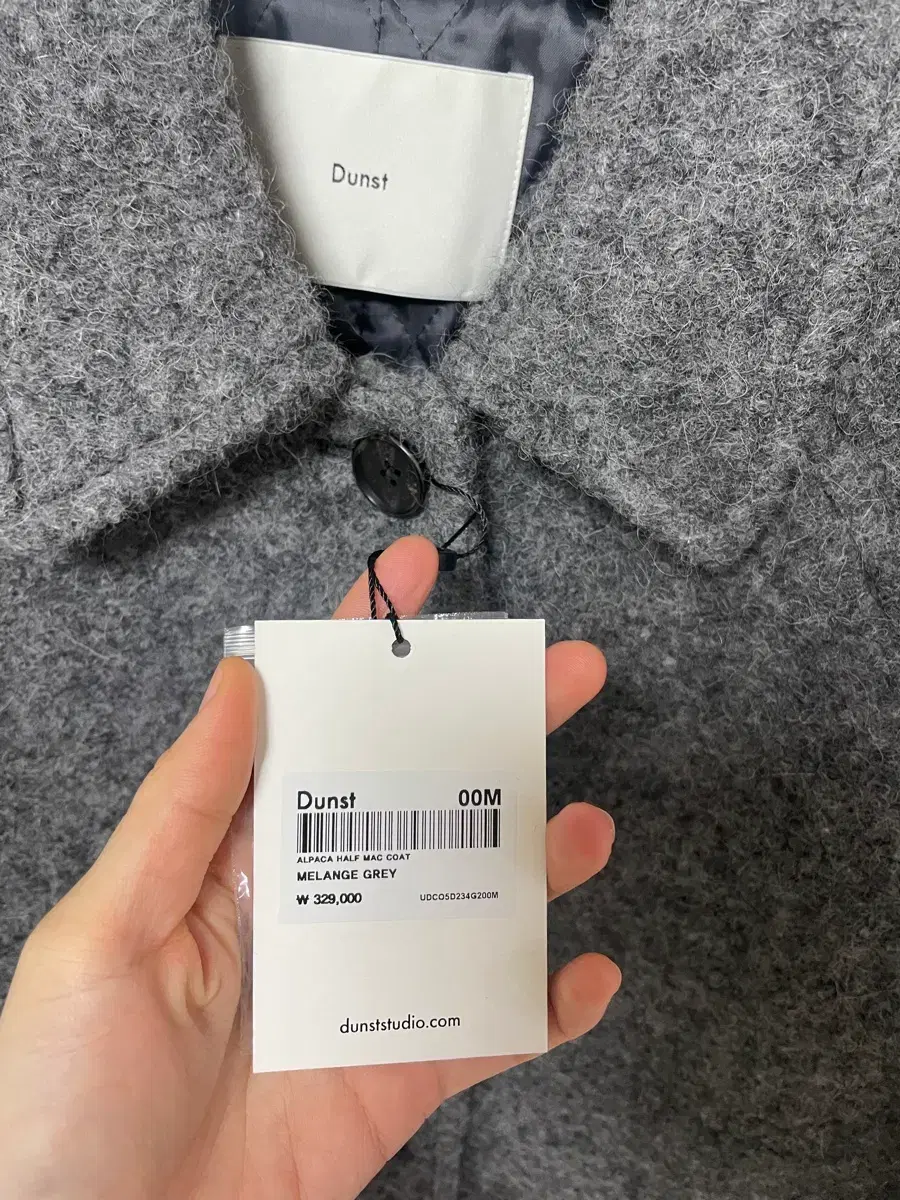 Dunst
Dunst 00M
ALPACA HALF MAC COAT
MELANGE GREY
₩ 329,000 UDCO5D234G200M
dunststudio.com